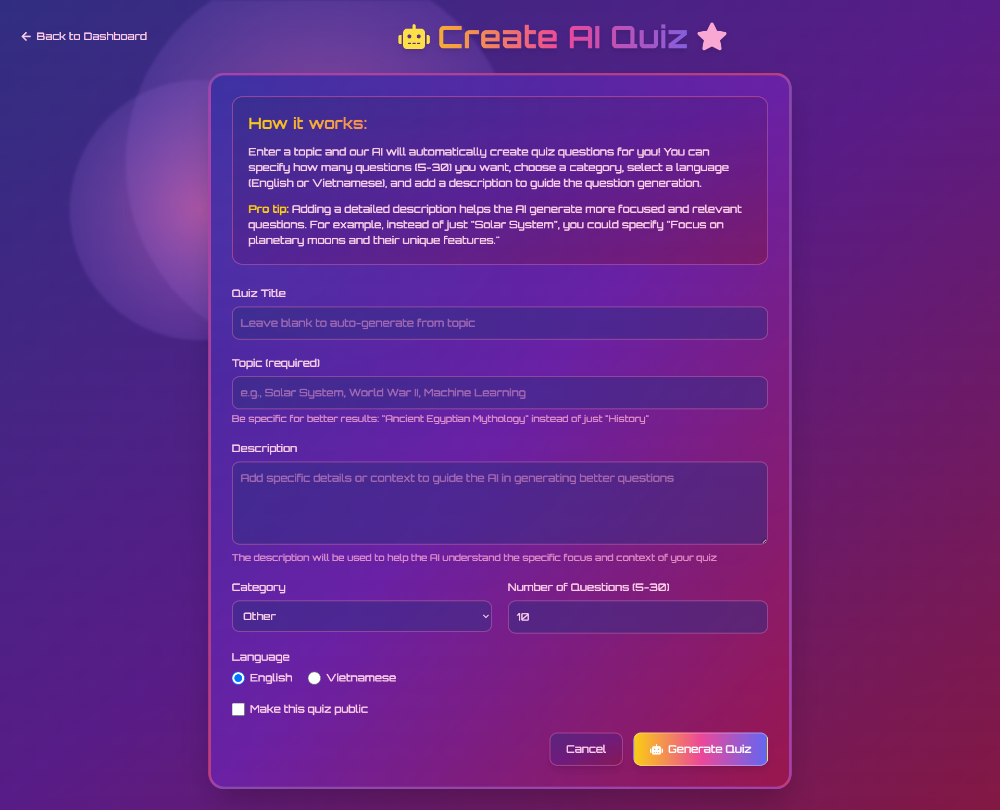 Back to Dashboard
Create AI Quiz
How it works:
Enter a topic and our AI will automatically create quiz questions for you! You can
specify how many questions (5-30) you want, choose a category, select a language
(English or Vietnamese), and add a description to guide the question generation.
Pro tip: Adding a detailed description helps the AI generate more focused and relevant
questions. For example, instead of just "Solar System", you could specify "Focus on
planetary moons and their unique features."
Quiz Title
Leave blank to auto-generate from topic
Topic (required)
e.g., Solar System, World War II, Machine Learning
Be specific for better results: "Ancient Egyptian Mythology" instead of just "History"
Description
Add specific details or context to guide the AI in generating better questions
The description will be used to help the AI understand the specific focus and context of your quiz
Category
Other
Number of Questions (5-30)
10
Language
English
Vietnamese
Make this quiz public
Cancel
Generate Quiz